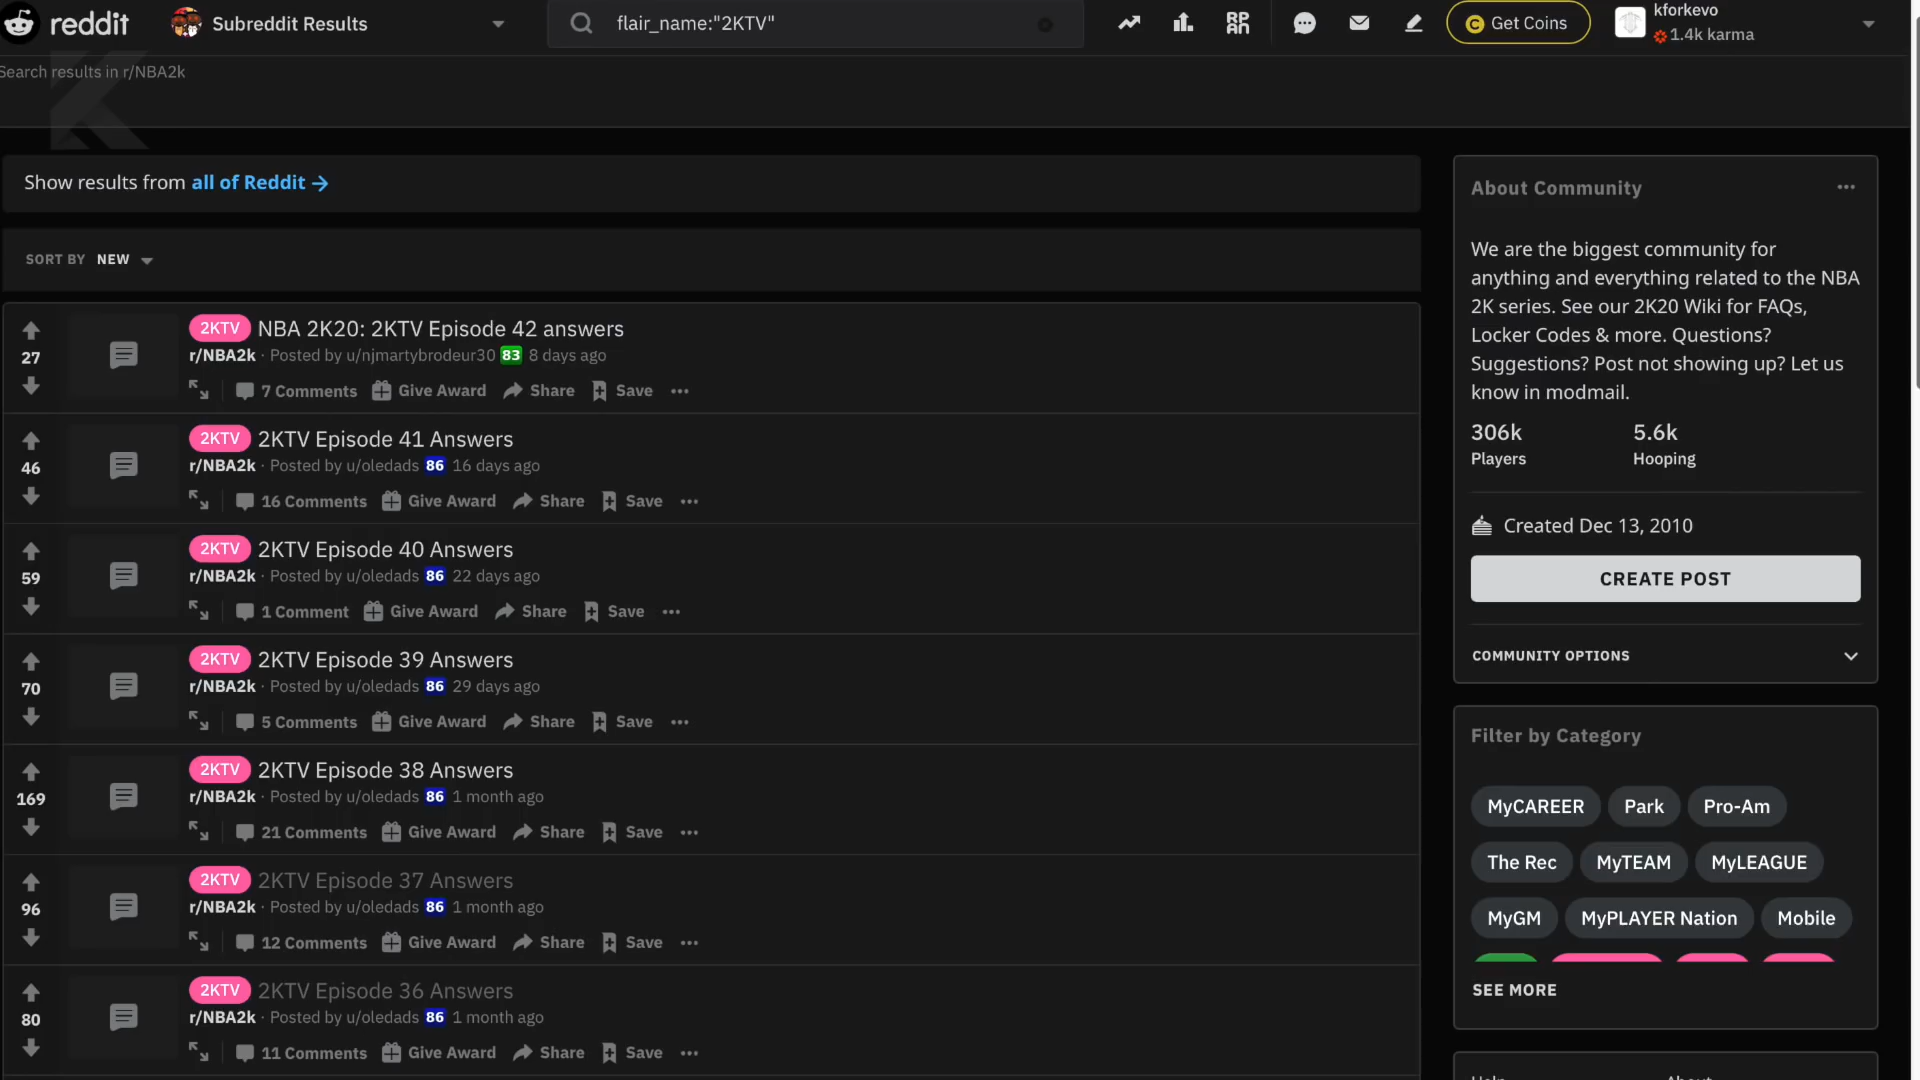 reddit
Subreddit Results
flair_name:"2KTV"
Get Coins
kforkevo
1.4k karma
Search results in r/NBA2k
Show results from all of Reddit →
SORT BY NEW
27
2KTV NBA 2K20: 2KTV Episode 42 answers
r/NBA2k · Posted by u/njmartybrodeur30 83 8 days ago
7 Comments Give Award Share Save ...
46
2KTV 2KTV Episode 41 Answers
r/NBA2k · Posted by u/oledads 86 16 days ago
16 Comments Give Award Share Save ...
59
2KTV 2KTV Episode 40 Answers
r/NBA2k · Posted by u/oledads 86 22 days ago
1 Comment Give Award Share Save ...
70
2KTV 2KTV Episode 39 Answers
r/NBA2k · Posted by u/oledads 86 29 days ago
5 Comments Give Award Share Save ...
169
2KTV 2KTV Episode 38 Answers
r/NBA2k · Posted by u/oledads 86 1 month ago
21 Comments Give Award Share Save ...
96
2KTV 2KTV Episode 37 Answers
r/NBA2k · Posted by u/oledads 86 1 month ago
12 Comments Give Award Share Save ...
80
2KTV 2KTV Episode 36 Answers
r/NBA2k · Posted by u/oledads 86 1 month ago
11 Comments Give Award Share Save ...
About Community ...
We are the biggest community for
anything and everything related to the NBA
2K series. See our 2K20 Wiki for FAQs,
Locker Codes & more. Questions?
Suggestions? Post not showing up? Let us
know in modmail.
306k 5.6k
Players Hooping
Created Dec 13, 2010
CREATE POST
COMMUNITY OPTIONS
Filter by Category
MyCAREER Park Pro-Am
The Rec MyTEAM MyLEAGUE
MyGM MyPLAYER Nation Mobile
SEE MORE